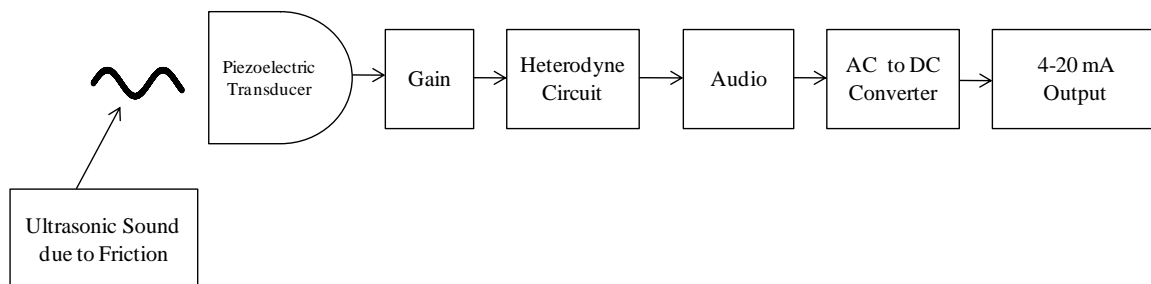 Piezoelectric
Transducer
Gain
Heterodyne
Circuit
Audio
AC to DC
Converter
4-20 mA
Output
Ultrasonic Sound
due to Friction